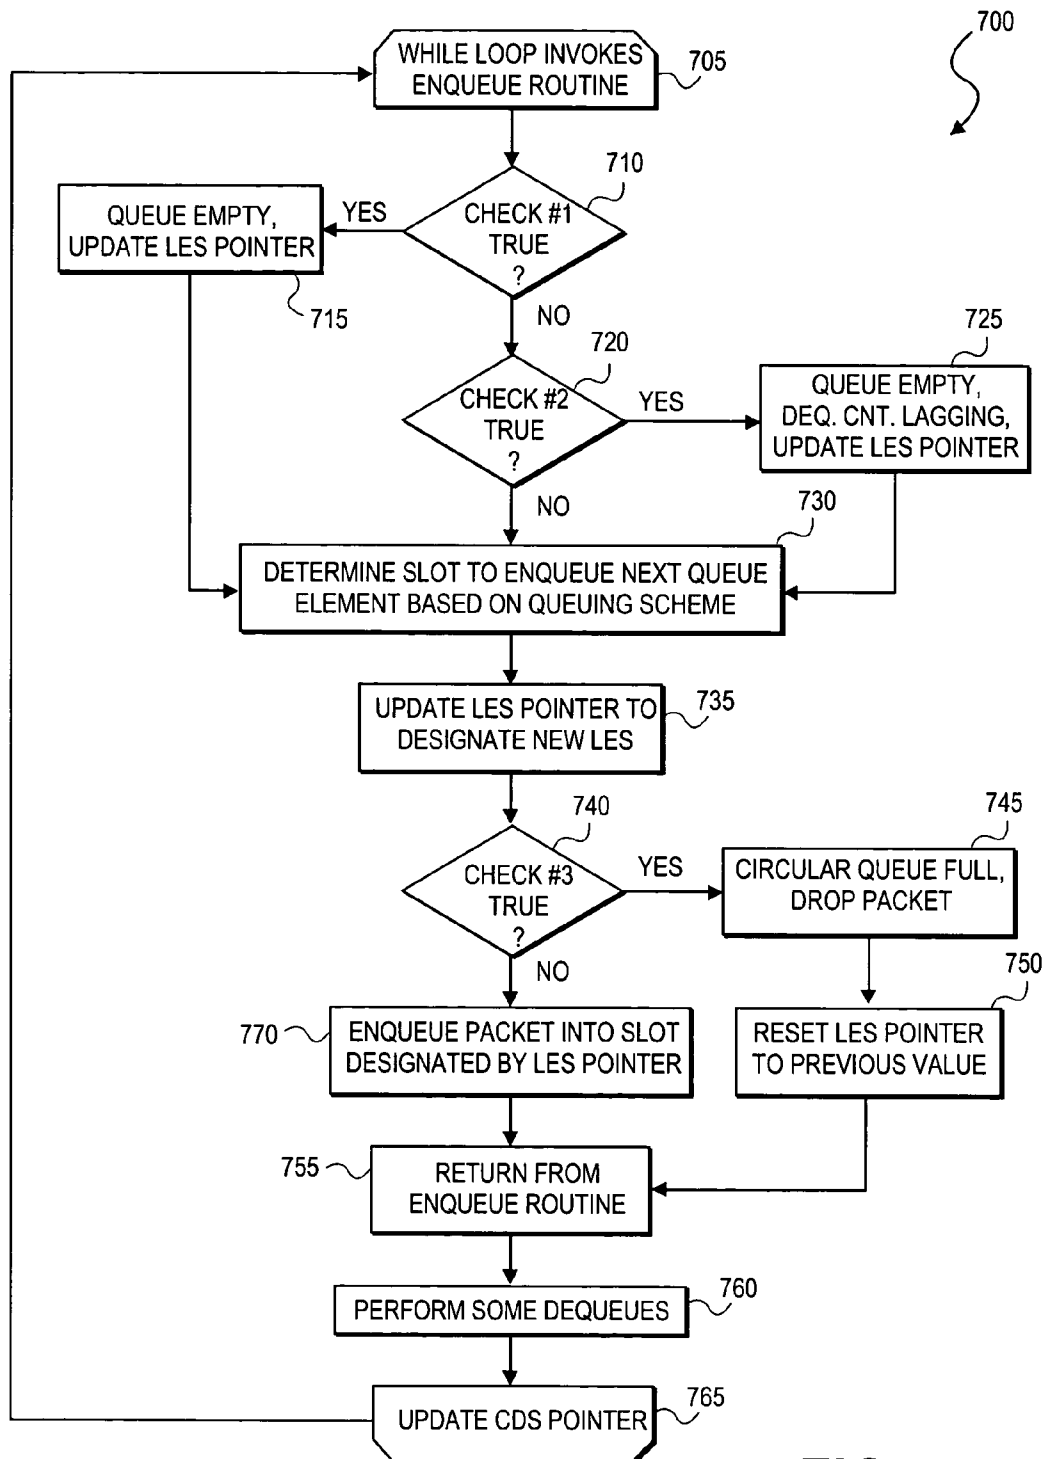 700
WHILE LOOP INVOKES
ENQUEUE ROUTINE
705
710
CHECK #1
TRUE
?
YES
QUEUE EMPTY,
UPDATE LES POINTER
715
NO
720
CHECK #2
TRUE
?
YES
725
QUEUE EMPTY,
DEQ. CNT. LAGGING,
UPDATE LES POINTER
NO
730
DETERMINE SLOT TO ENQUEUE NEXT QUEUE
ELEMENT BASED ON QUEUING SCHEME
UPDATE LES POINTER TO
DESIGNATE NEW LES
735
740
CHECK #3
TRUE
?
YES
745
CIRCULAR QUEUE FULL,
DROP PACKET
NO
750
RESET LES POINTER
TO PREVIOUS VALUE
770
ENQUEUE PACKET INTO SLOT
DESIGNATED BY LES POINTER
755
RETURN FROM
ENQUEUE ROUTINE
760
PERFORM SOME DEQUEUES
765
UPDATE CDS POINTER